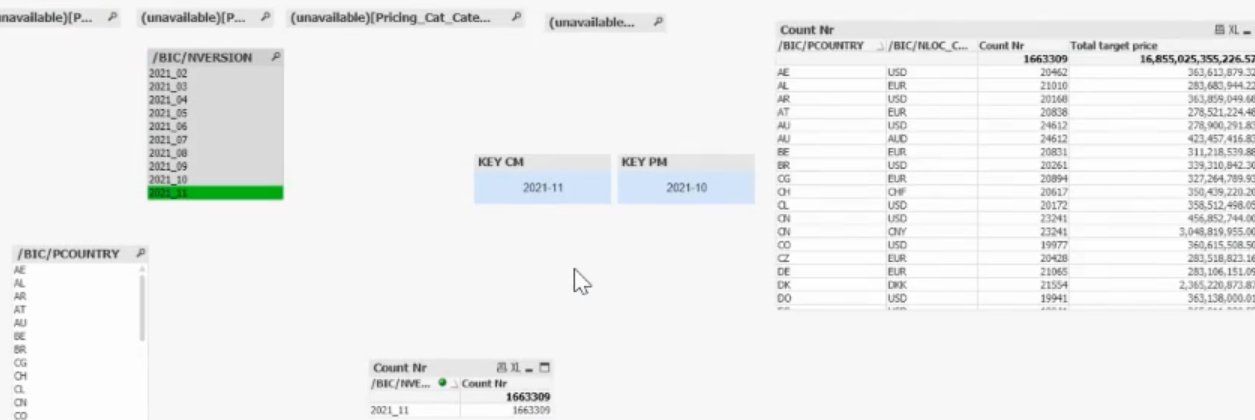 navailable)[P...
(unavailable)[P...
(unavailable)[Pricing_Cat_Cate...
(unavailable...
/BIC/NVERSION
2021_02
2021_03
2021_04
2021_05
2021_06
2021_07
2021_08
2021_09
2021_10
2021_11
/BIC/PCOUNTRY
AE
AL
AR
AT
AU
BE
BR
CG
CH
CL
CN
CO
KEY CM
2021-11
KEY PM
2021-10
Count Nr XL
/BIC/NVE... Count Nr
1663309
2021_11 1663309
Count Nr XL
/BIC/PCOUNTRY /BIC/NLOC_C... Count Nr Total target price
1663309 16,855,025,355,226.57
AE USD 20462 363,613,879.32
AL EUR 21010 283,683,944.22
AR USD 20168 363,859,049.68
AT EUR 20838 278,521,224.48
AU USD 24612 278,900,291.83
AU AUD 24612 423,457,416.83
BE EUR 20831 311,218,539.88
BR USD 20261 339,310,842.30
CG EUR 20894 327,264,789.93
CH CHF 20617 350,439,220.20
CL USD 20172 358,512,498.05
CN USD 23241 456,852,744.00
CN CNY 23241 3,048,819,955.00
CO USD 19977 360,615,508.50
CZ EUR 20428 283,518,823.16
DE EUR 21065 283,106,151.09
DK DKK 21554 2,365,220,873.87
DO USD 19941 363,138,000.01